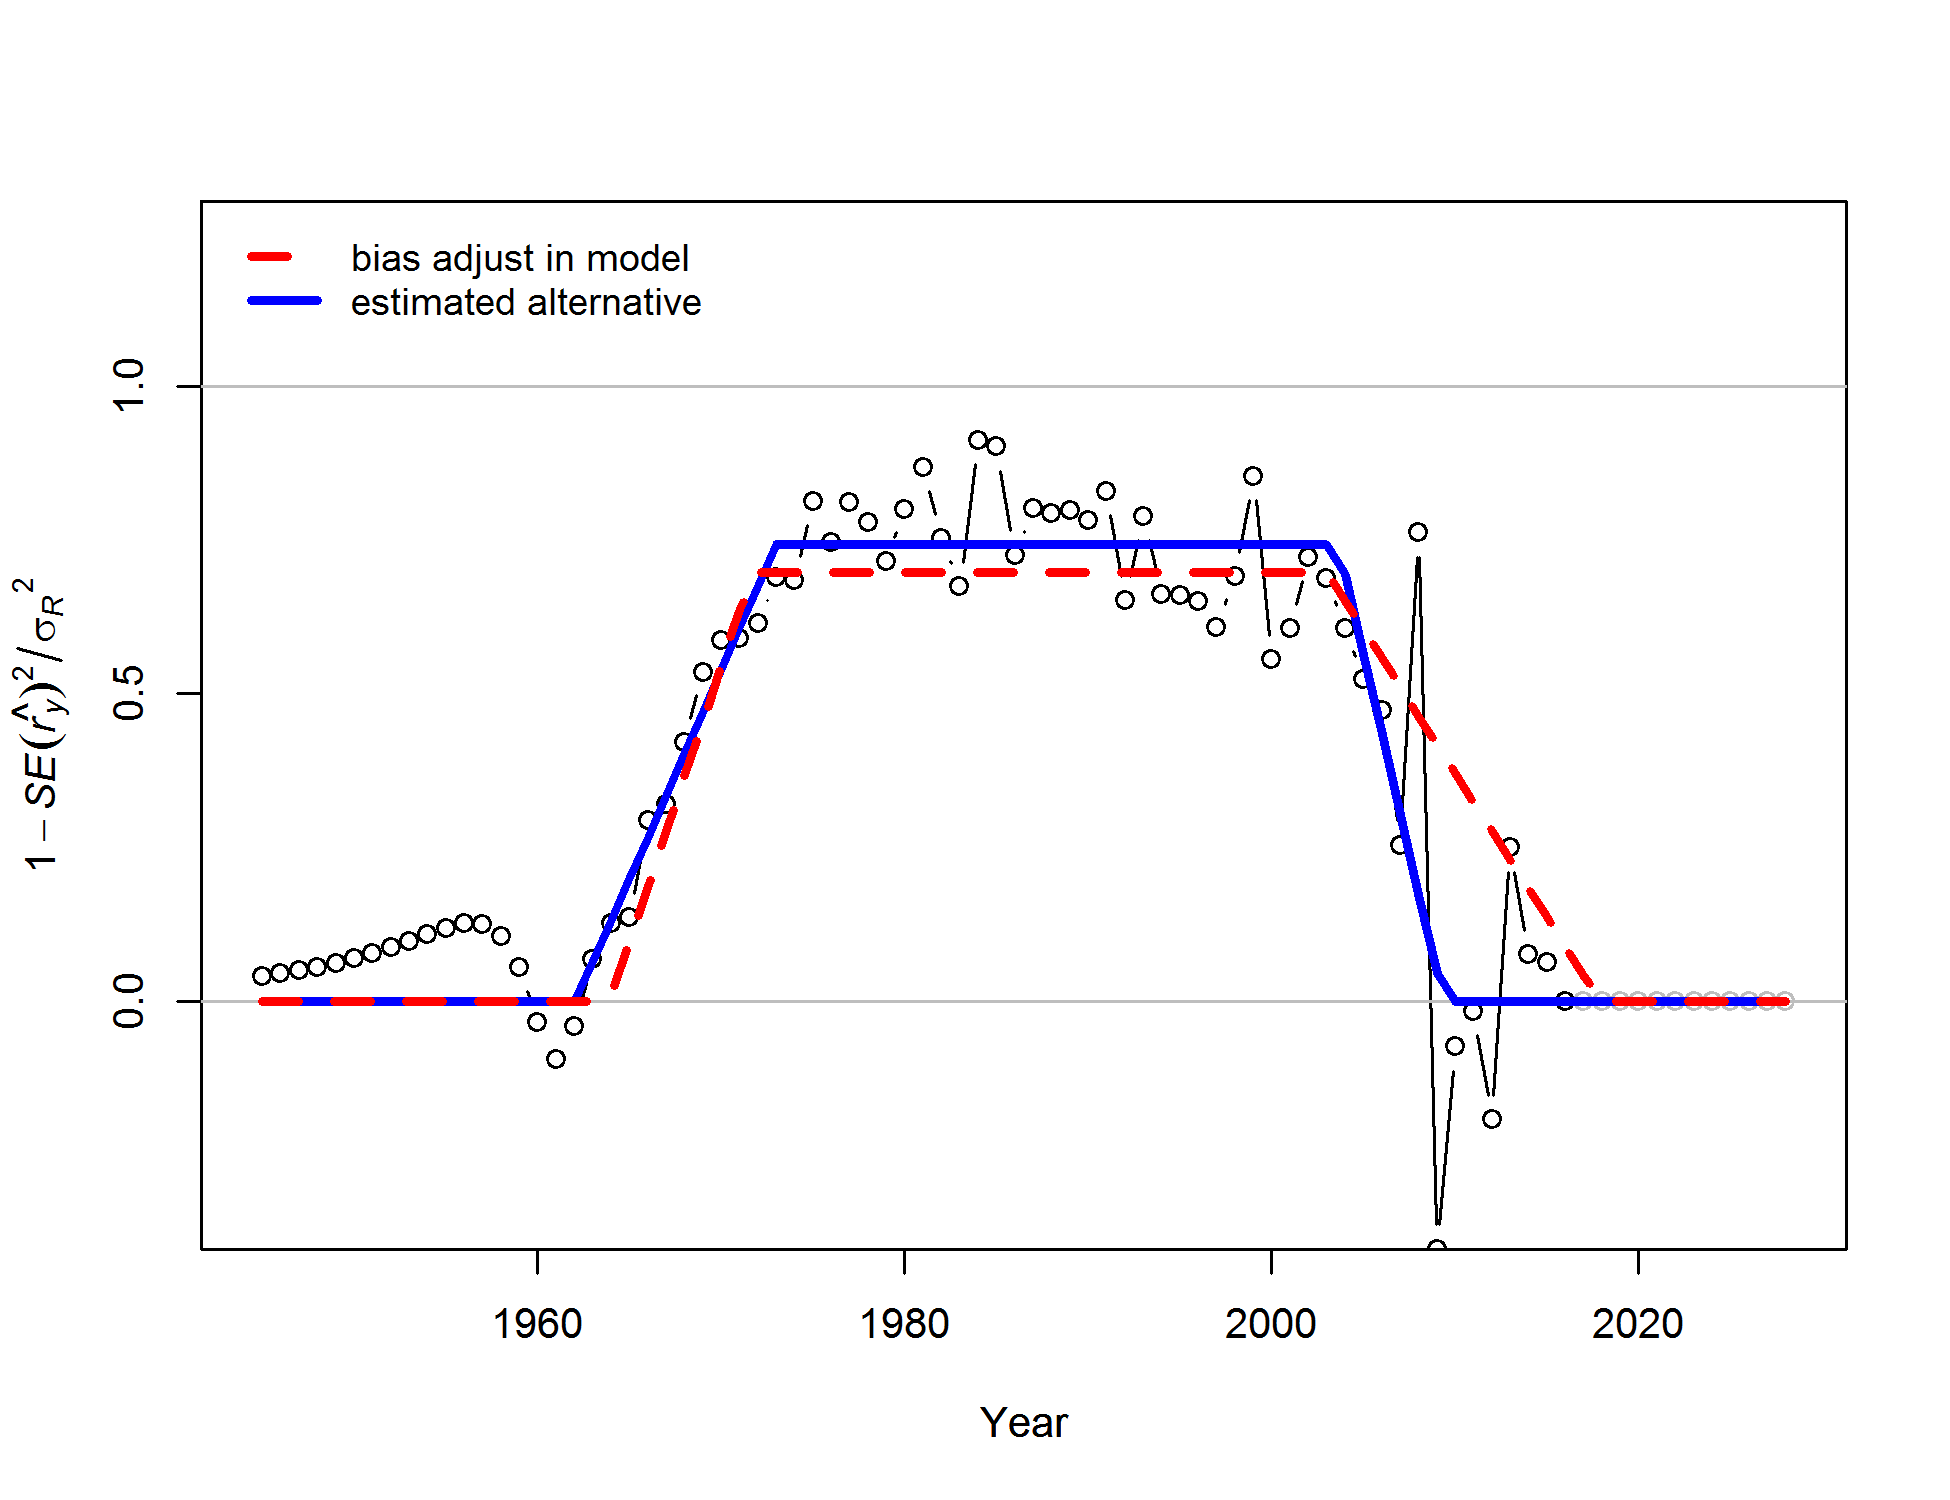 bias adjust in model
estimated alternative
1.0
0.5
0.0
1 − SE(r̂y)² / σR²
1960 1980 2000 2020
Year